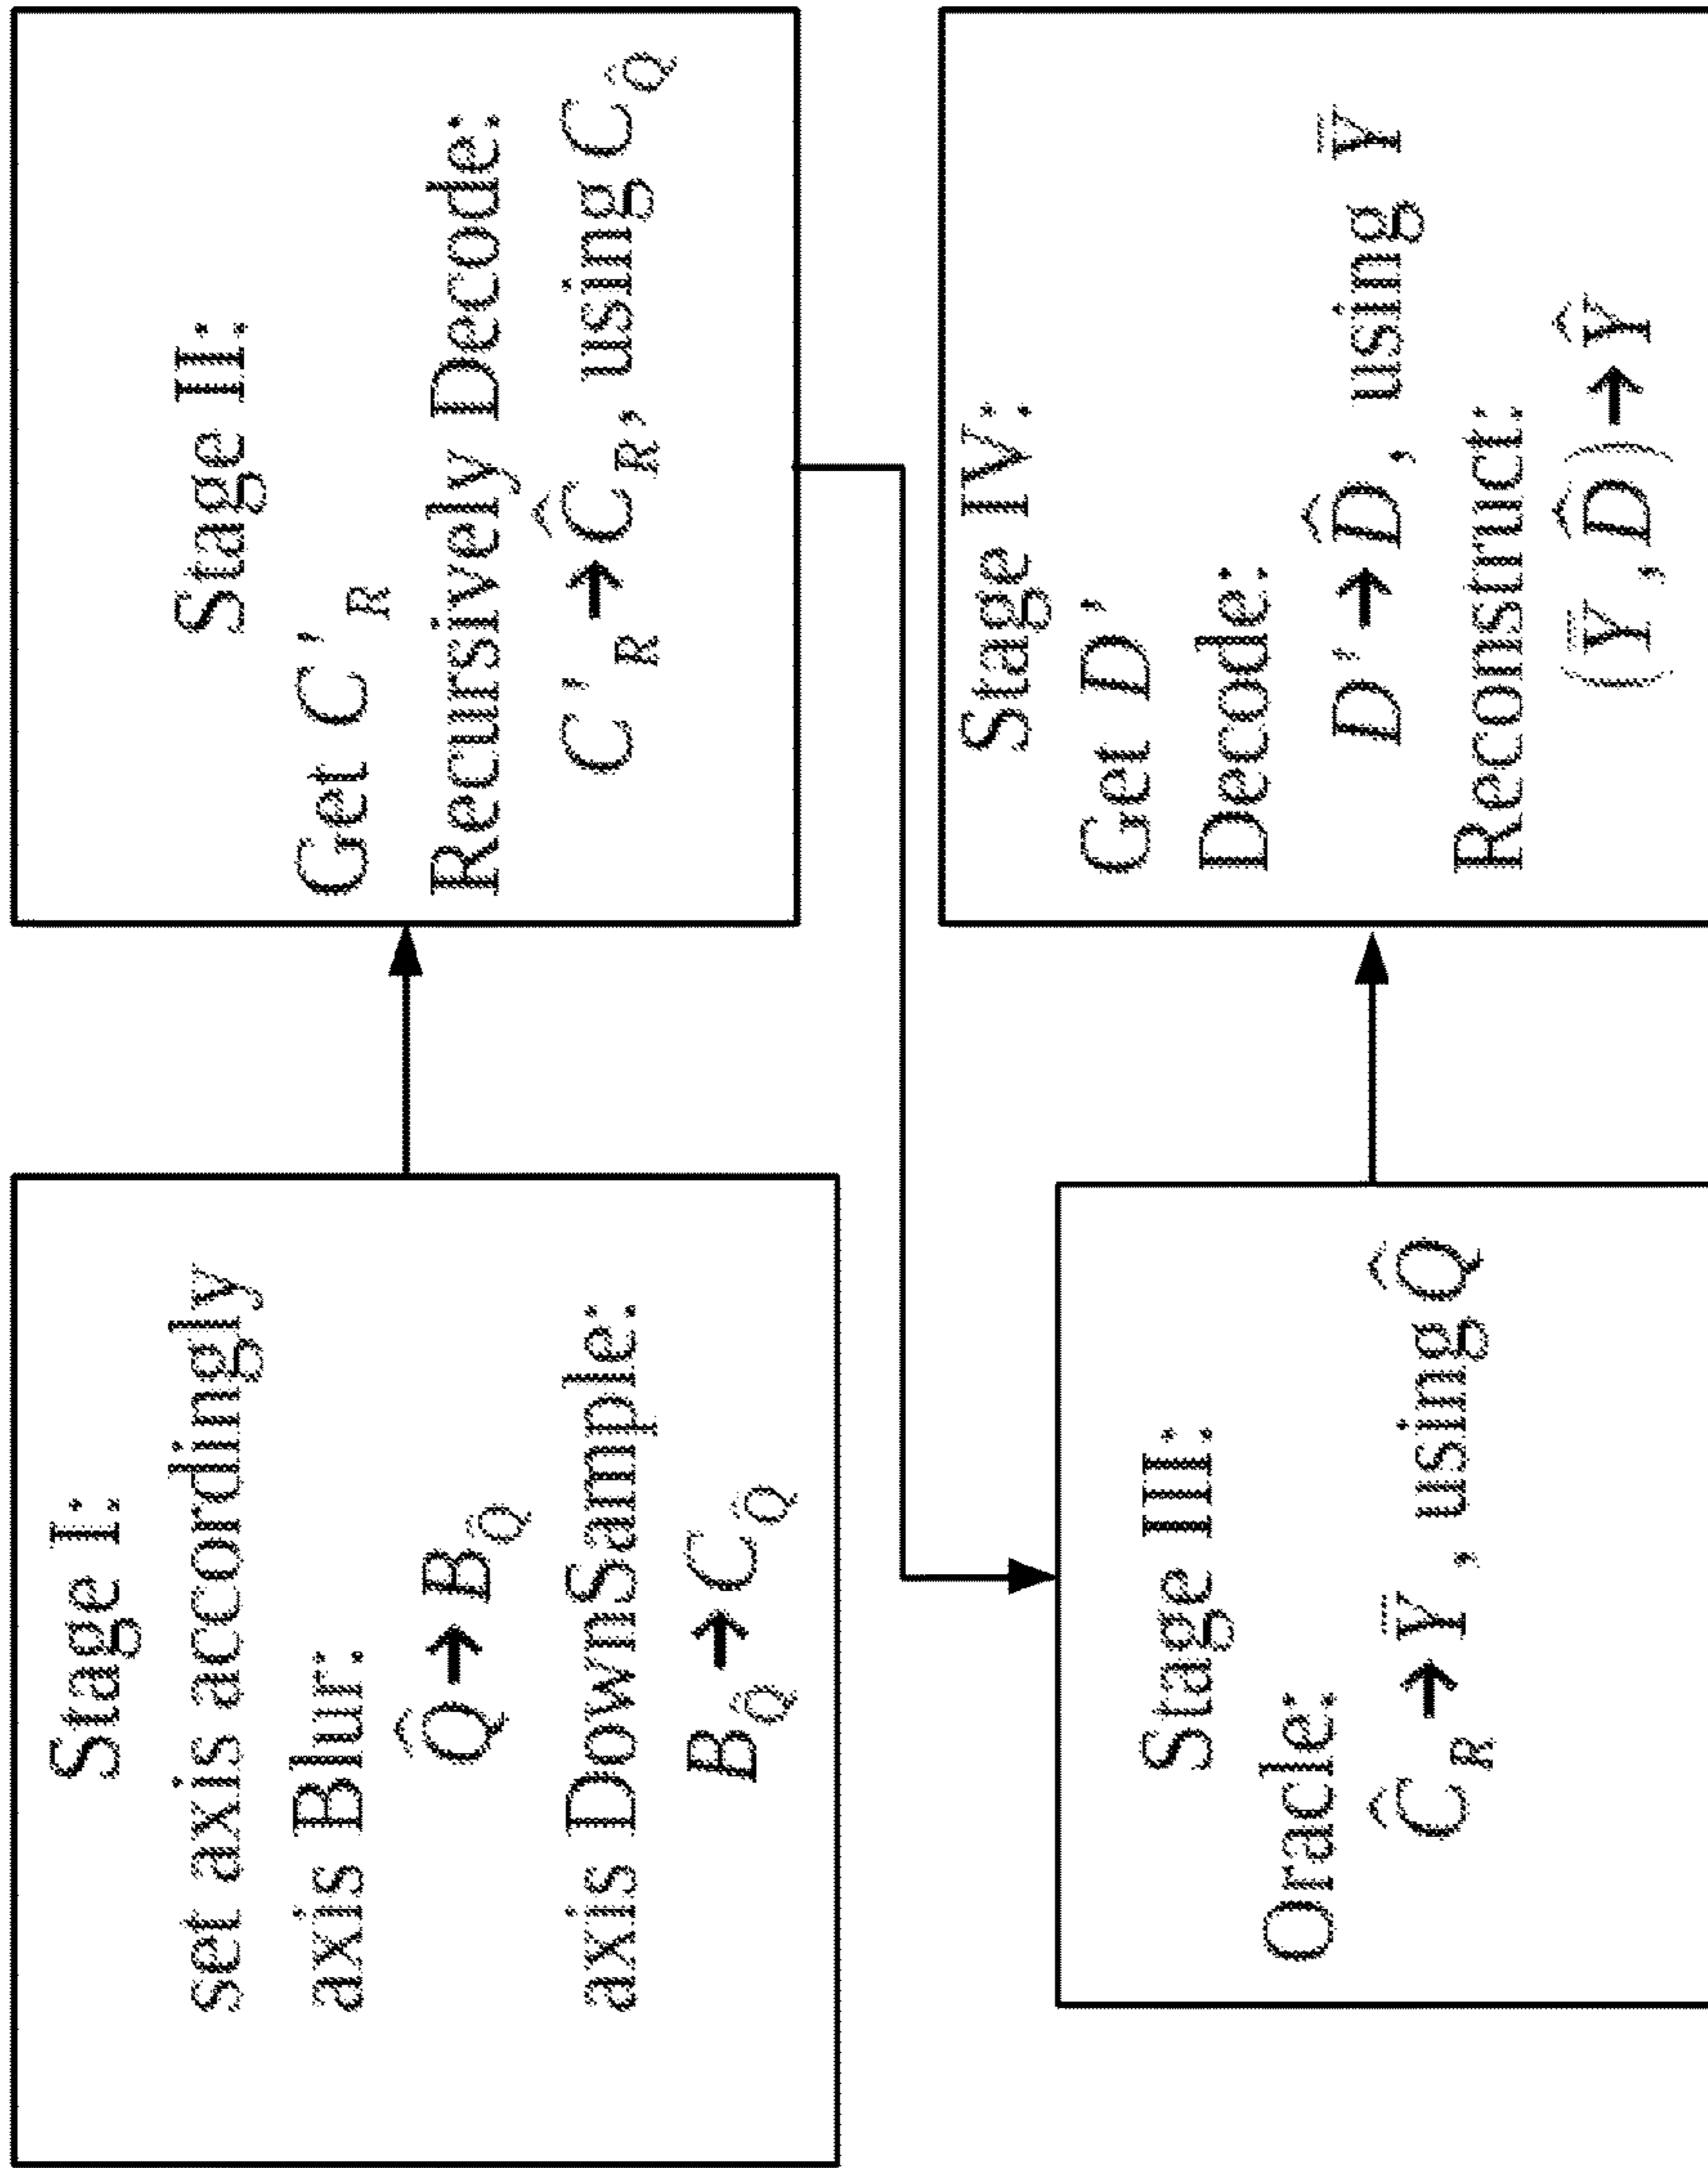 Stage I:
set axis accordingly
axis Blur:
Q̂ → B_Q̂
axis DownSample:
B_Q̂ → C_Q̂
Stage II:
Get C'_R
Recursively Decode:
C'_R → Ĉ_R, using C_Q̂
Stage III:
Oracle:
Ĉ_R → Ȳ , using Q̂
Stage IV:
Get D'
Decode:
D' → D̂, using Ȳ
Reconstruct:
(Ȳ, D̂) → Ŷ